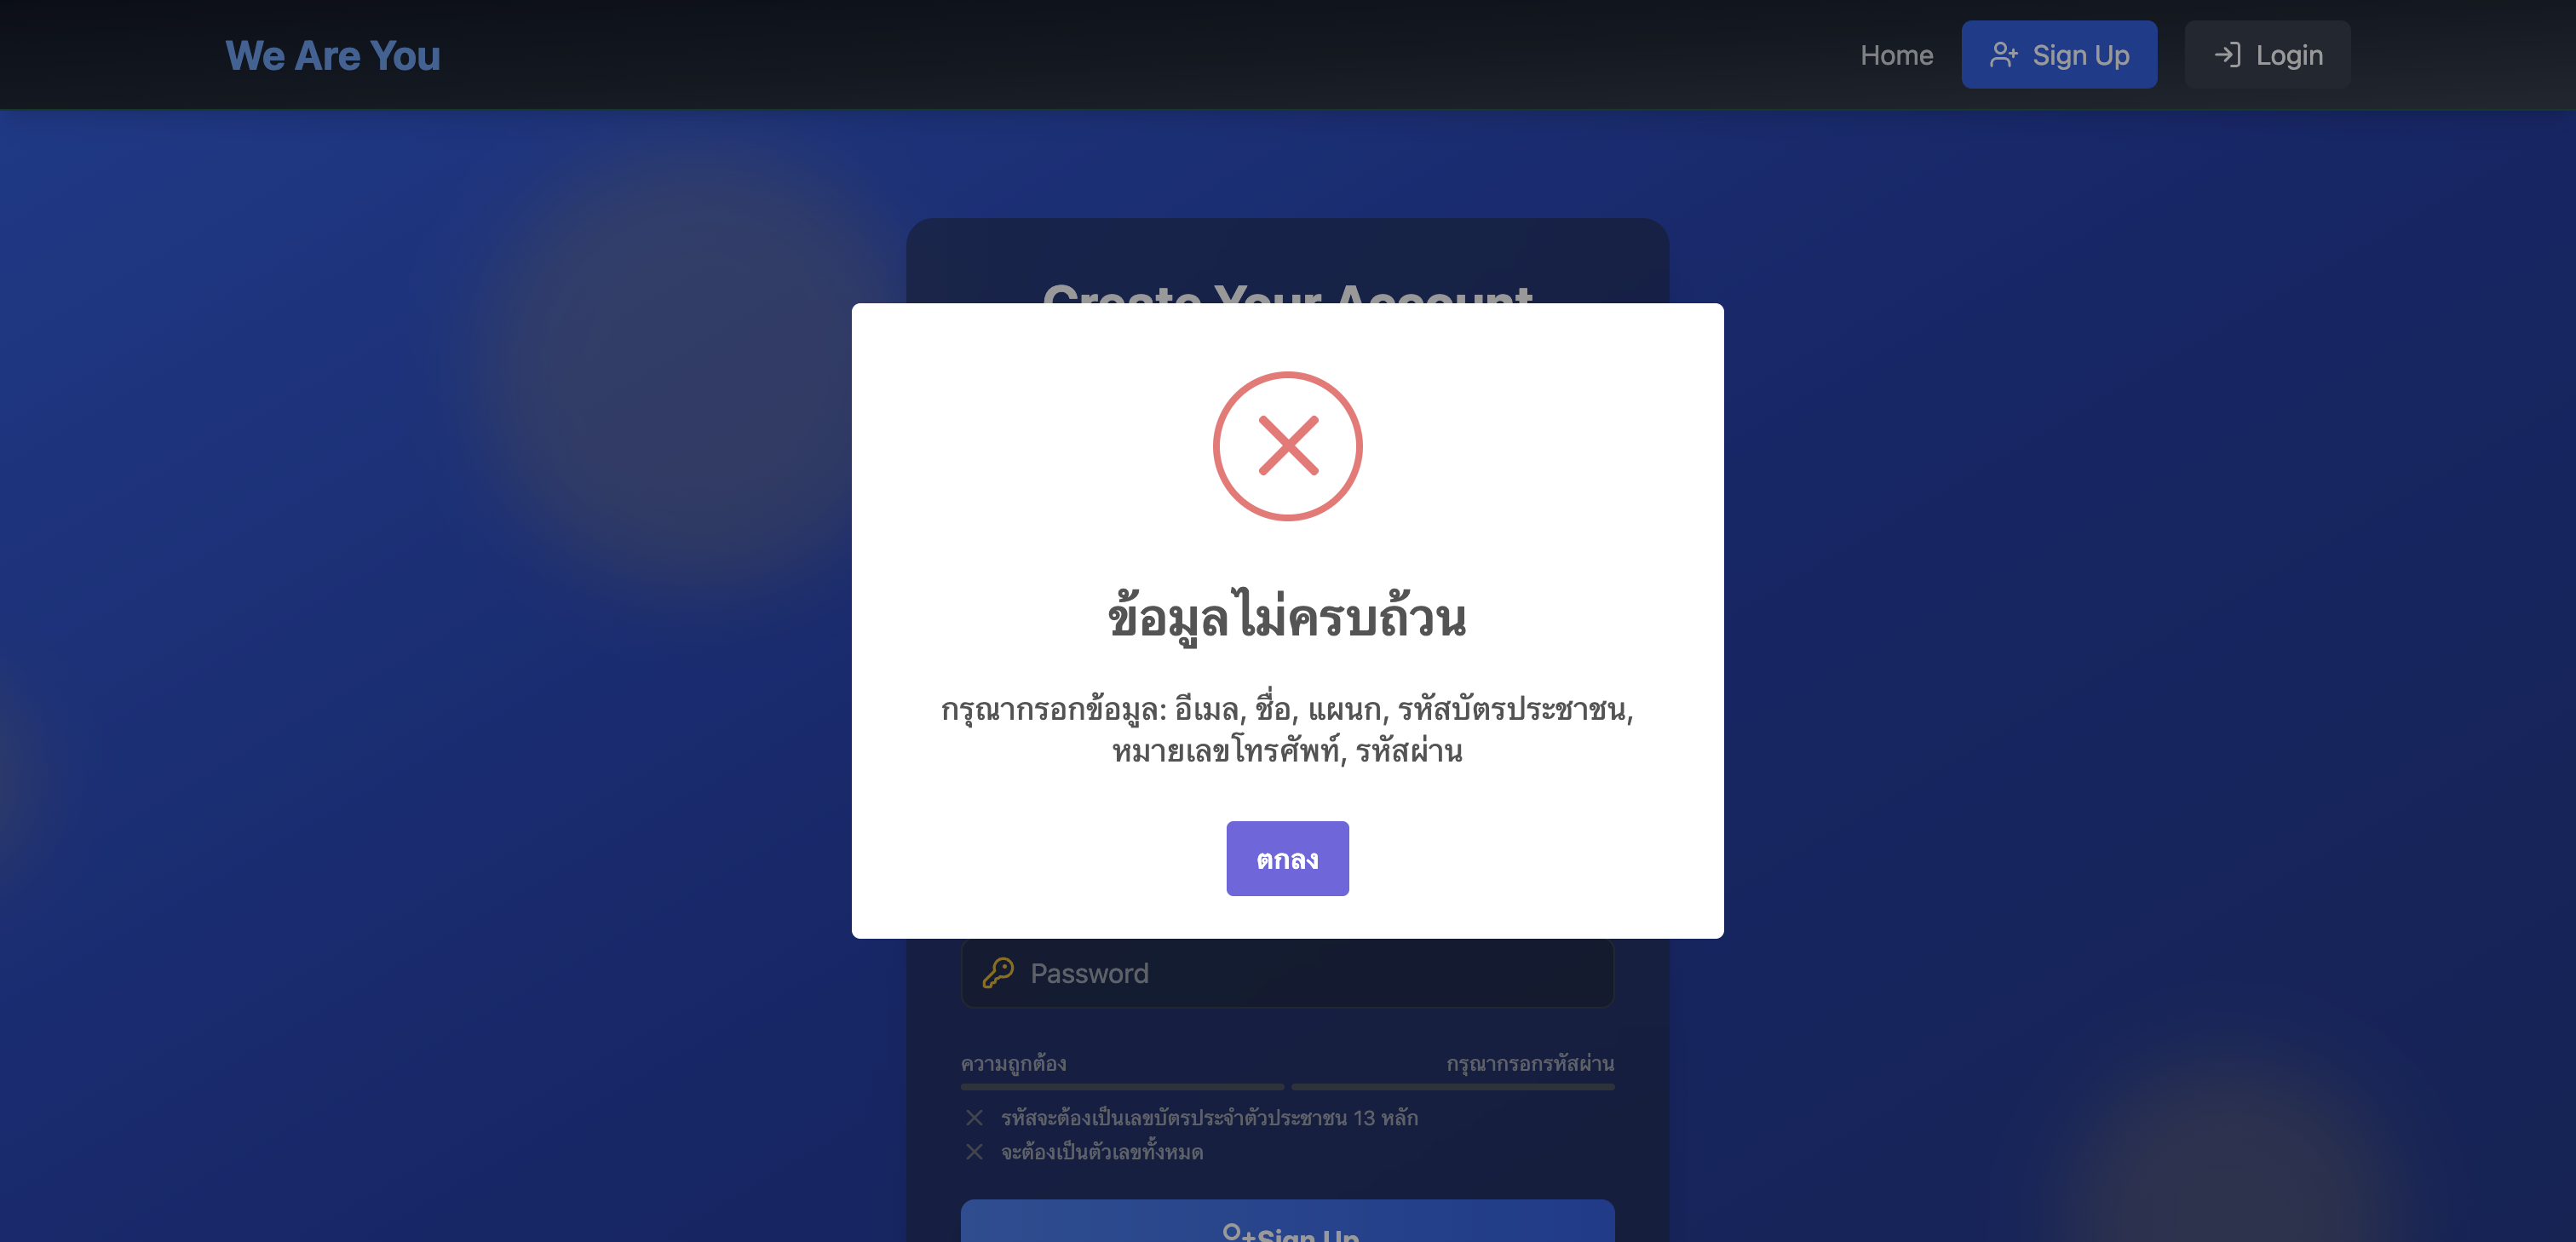 We Are You
Home
Sign Up
Login
Create Your Account
ข้อมูลไม่ครบถ้วน
กรุณากรอกข้อมูล: อีเมล, ชื่อ, แผนก, รหัสบัตรประชาชน,
หมายเลขโทรศัพท์, รหัสผ่าน
ตกลง
Password
ความถูกต้อง
กรุณากรอกรหัสผ่าน
รหัสจะต้องเป็นเลขบัตรประจำตัวประชาชน 13 หลัก
จะต้องเป็นตัวเลขทั้งหมด
Sign Up